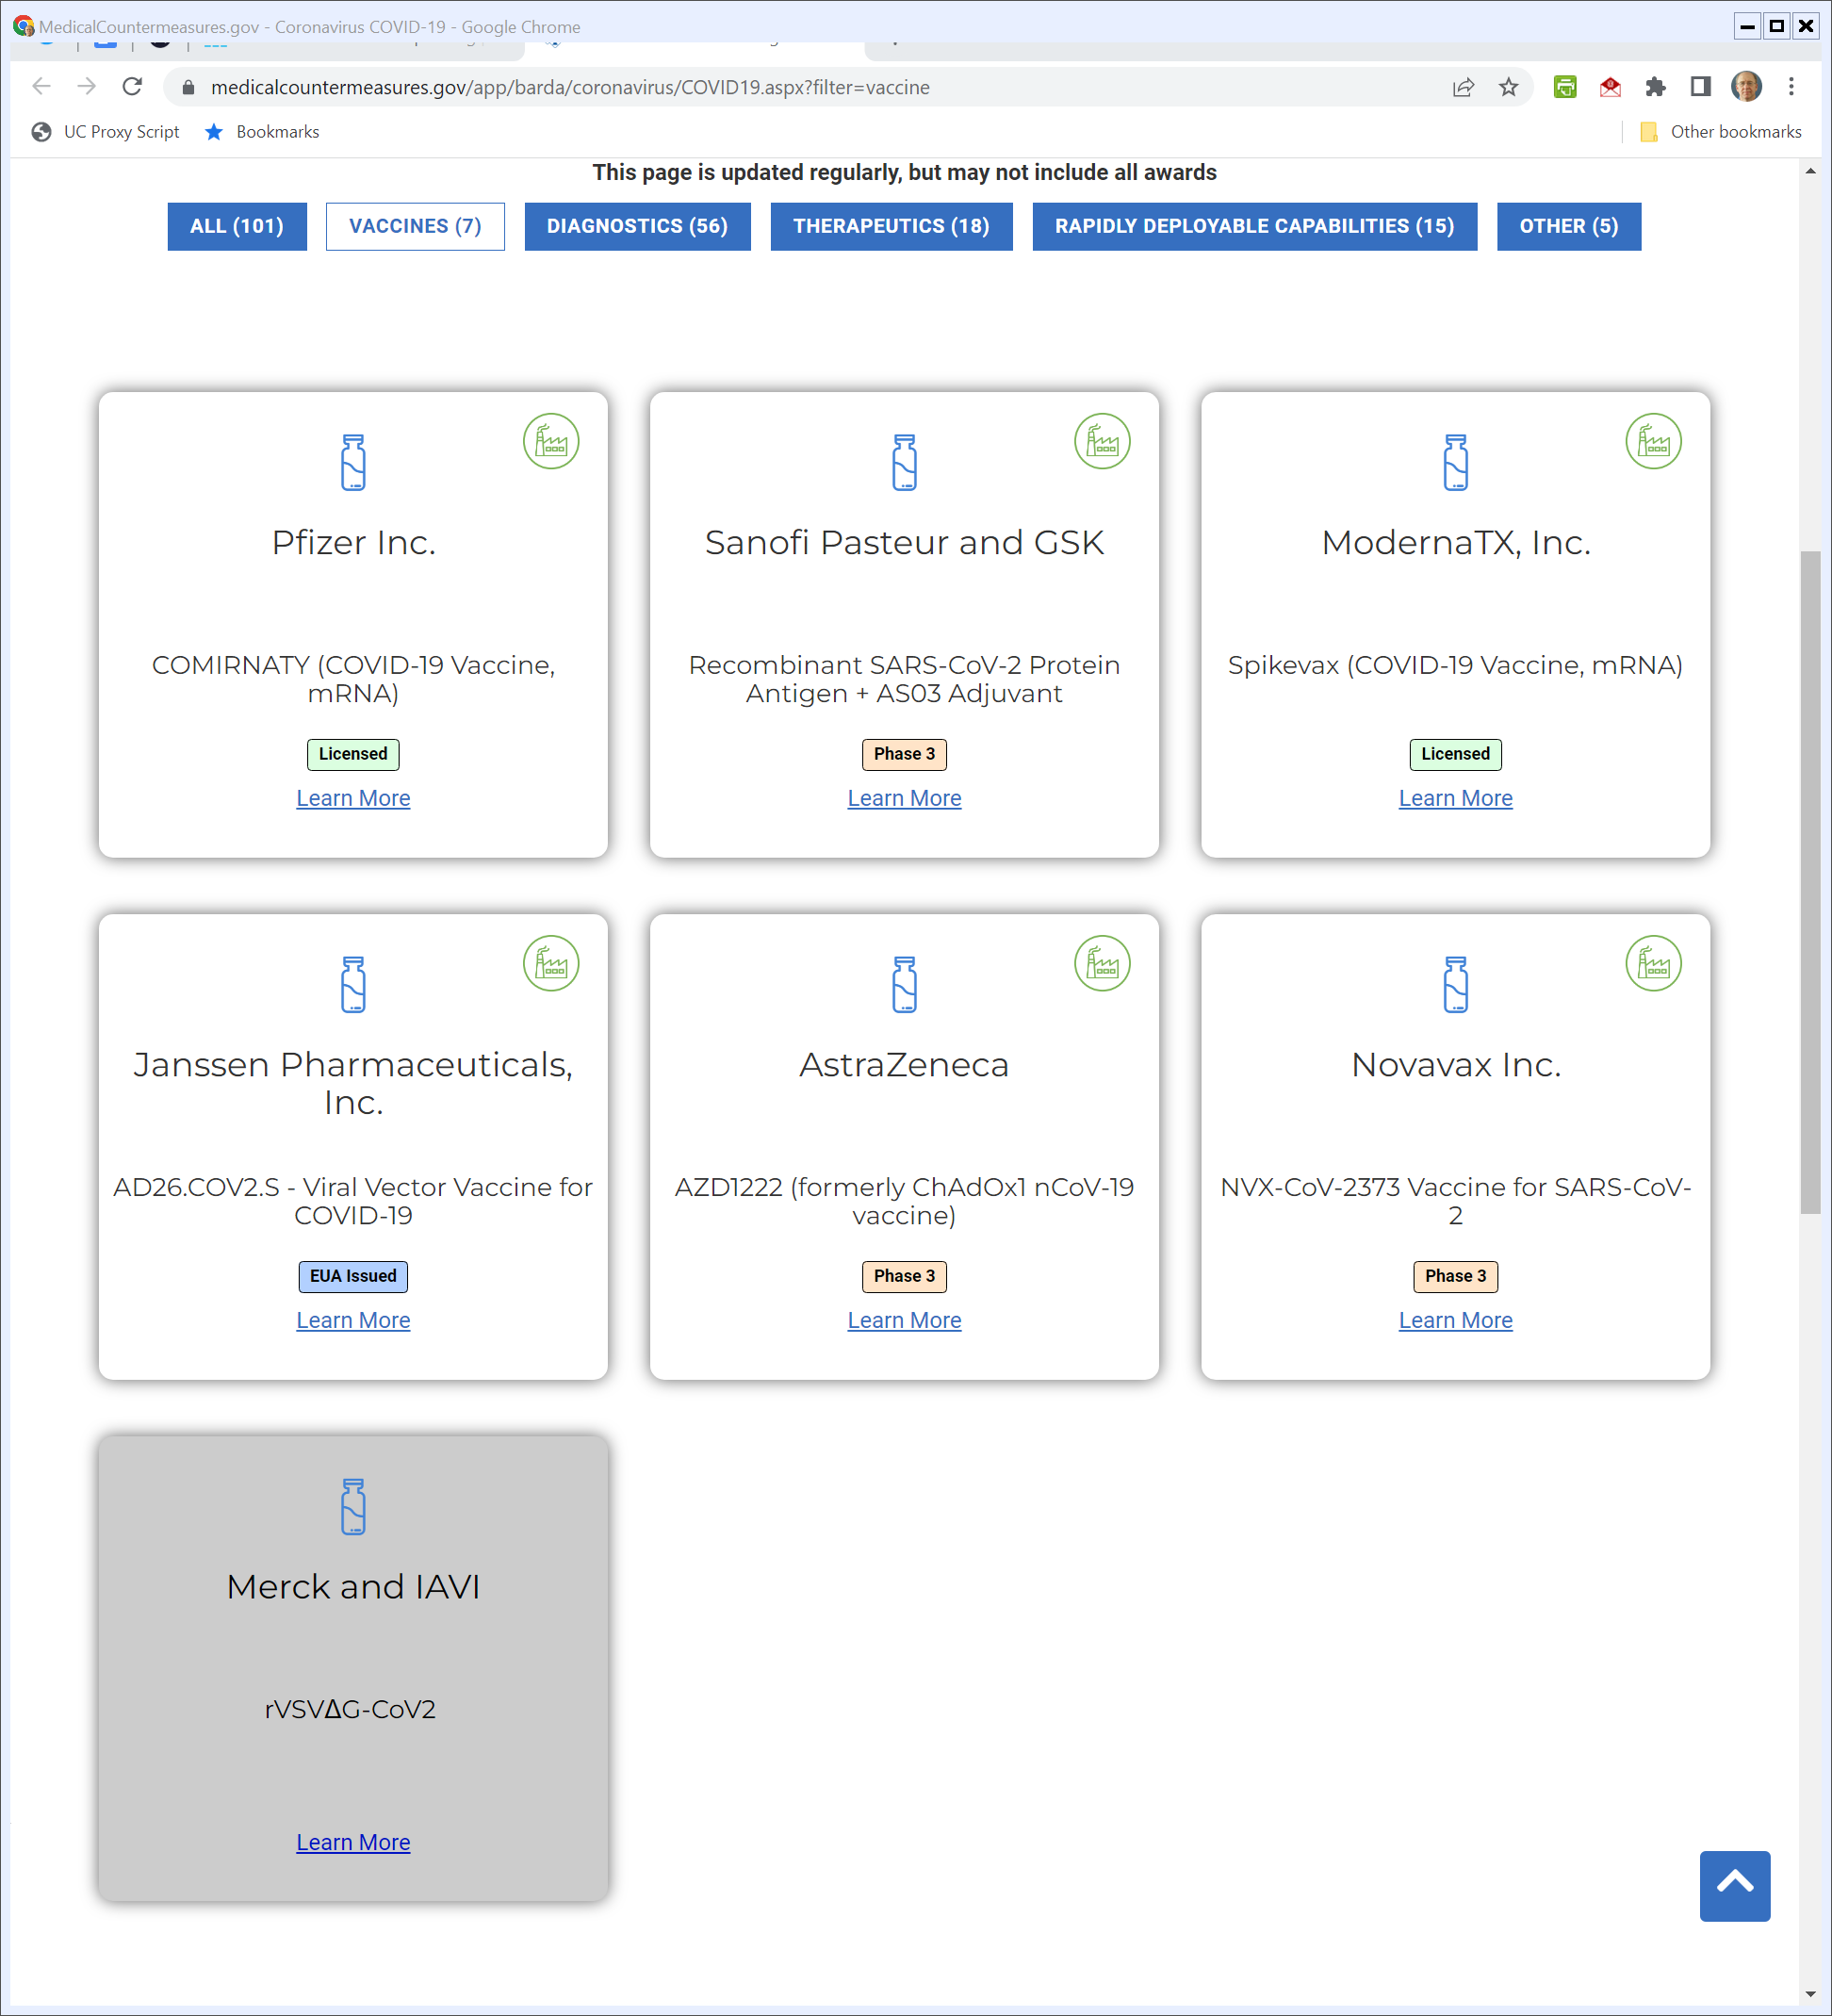 MedicalCountermeasures.gov - Coronavirus COVID-19 - Google Chrome
medicalcountermeasures.gov/app/barda/coronavirus/COVID19.aspx?filter=vaccine
UC Proxy Script Bookmarks Other bookmarks
This page is updated regularly, but may not include all awards
ALL (101) VACCINES (7) DIAGNOSTICS (56) THERAPEUTICS (18) RAPIDLY DEPLOYABLE CAPABILITIES (15) OTHER (5)
Pfizer Inc.
COMIRNATY (COVID-19 Vaccine,
mRNA)
Licensed
Learn More
Sanofi Pasteur and GSK
Recombinant SARS-CoV-2 Protein
Antigen + AS03 Adjuvant
Phase 3
Learn More
ModernaTX, Inc.
Spikevax (COVID-19 Vaccine, mRNA)
Licensed
Learn More
Janssen Pharmaceuticals,
Inc.
AD26.COV2.S - Viral Vector Vaccine for
COVID-19
EUA Issued
Learn More
AstraZeneca
AZD1222 (formerly ChAdOx1 nCoV-19
vaccine)
Phase 3
Learn More
Novavax Inc.
NVX-CoV-2373 Vaccine for SARS-CoV-
2
Phase 3
Learn More
Merck and IAVI
rVSVΔG-CoV2
Learn More